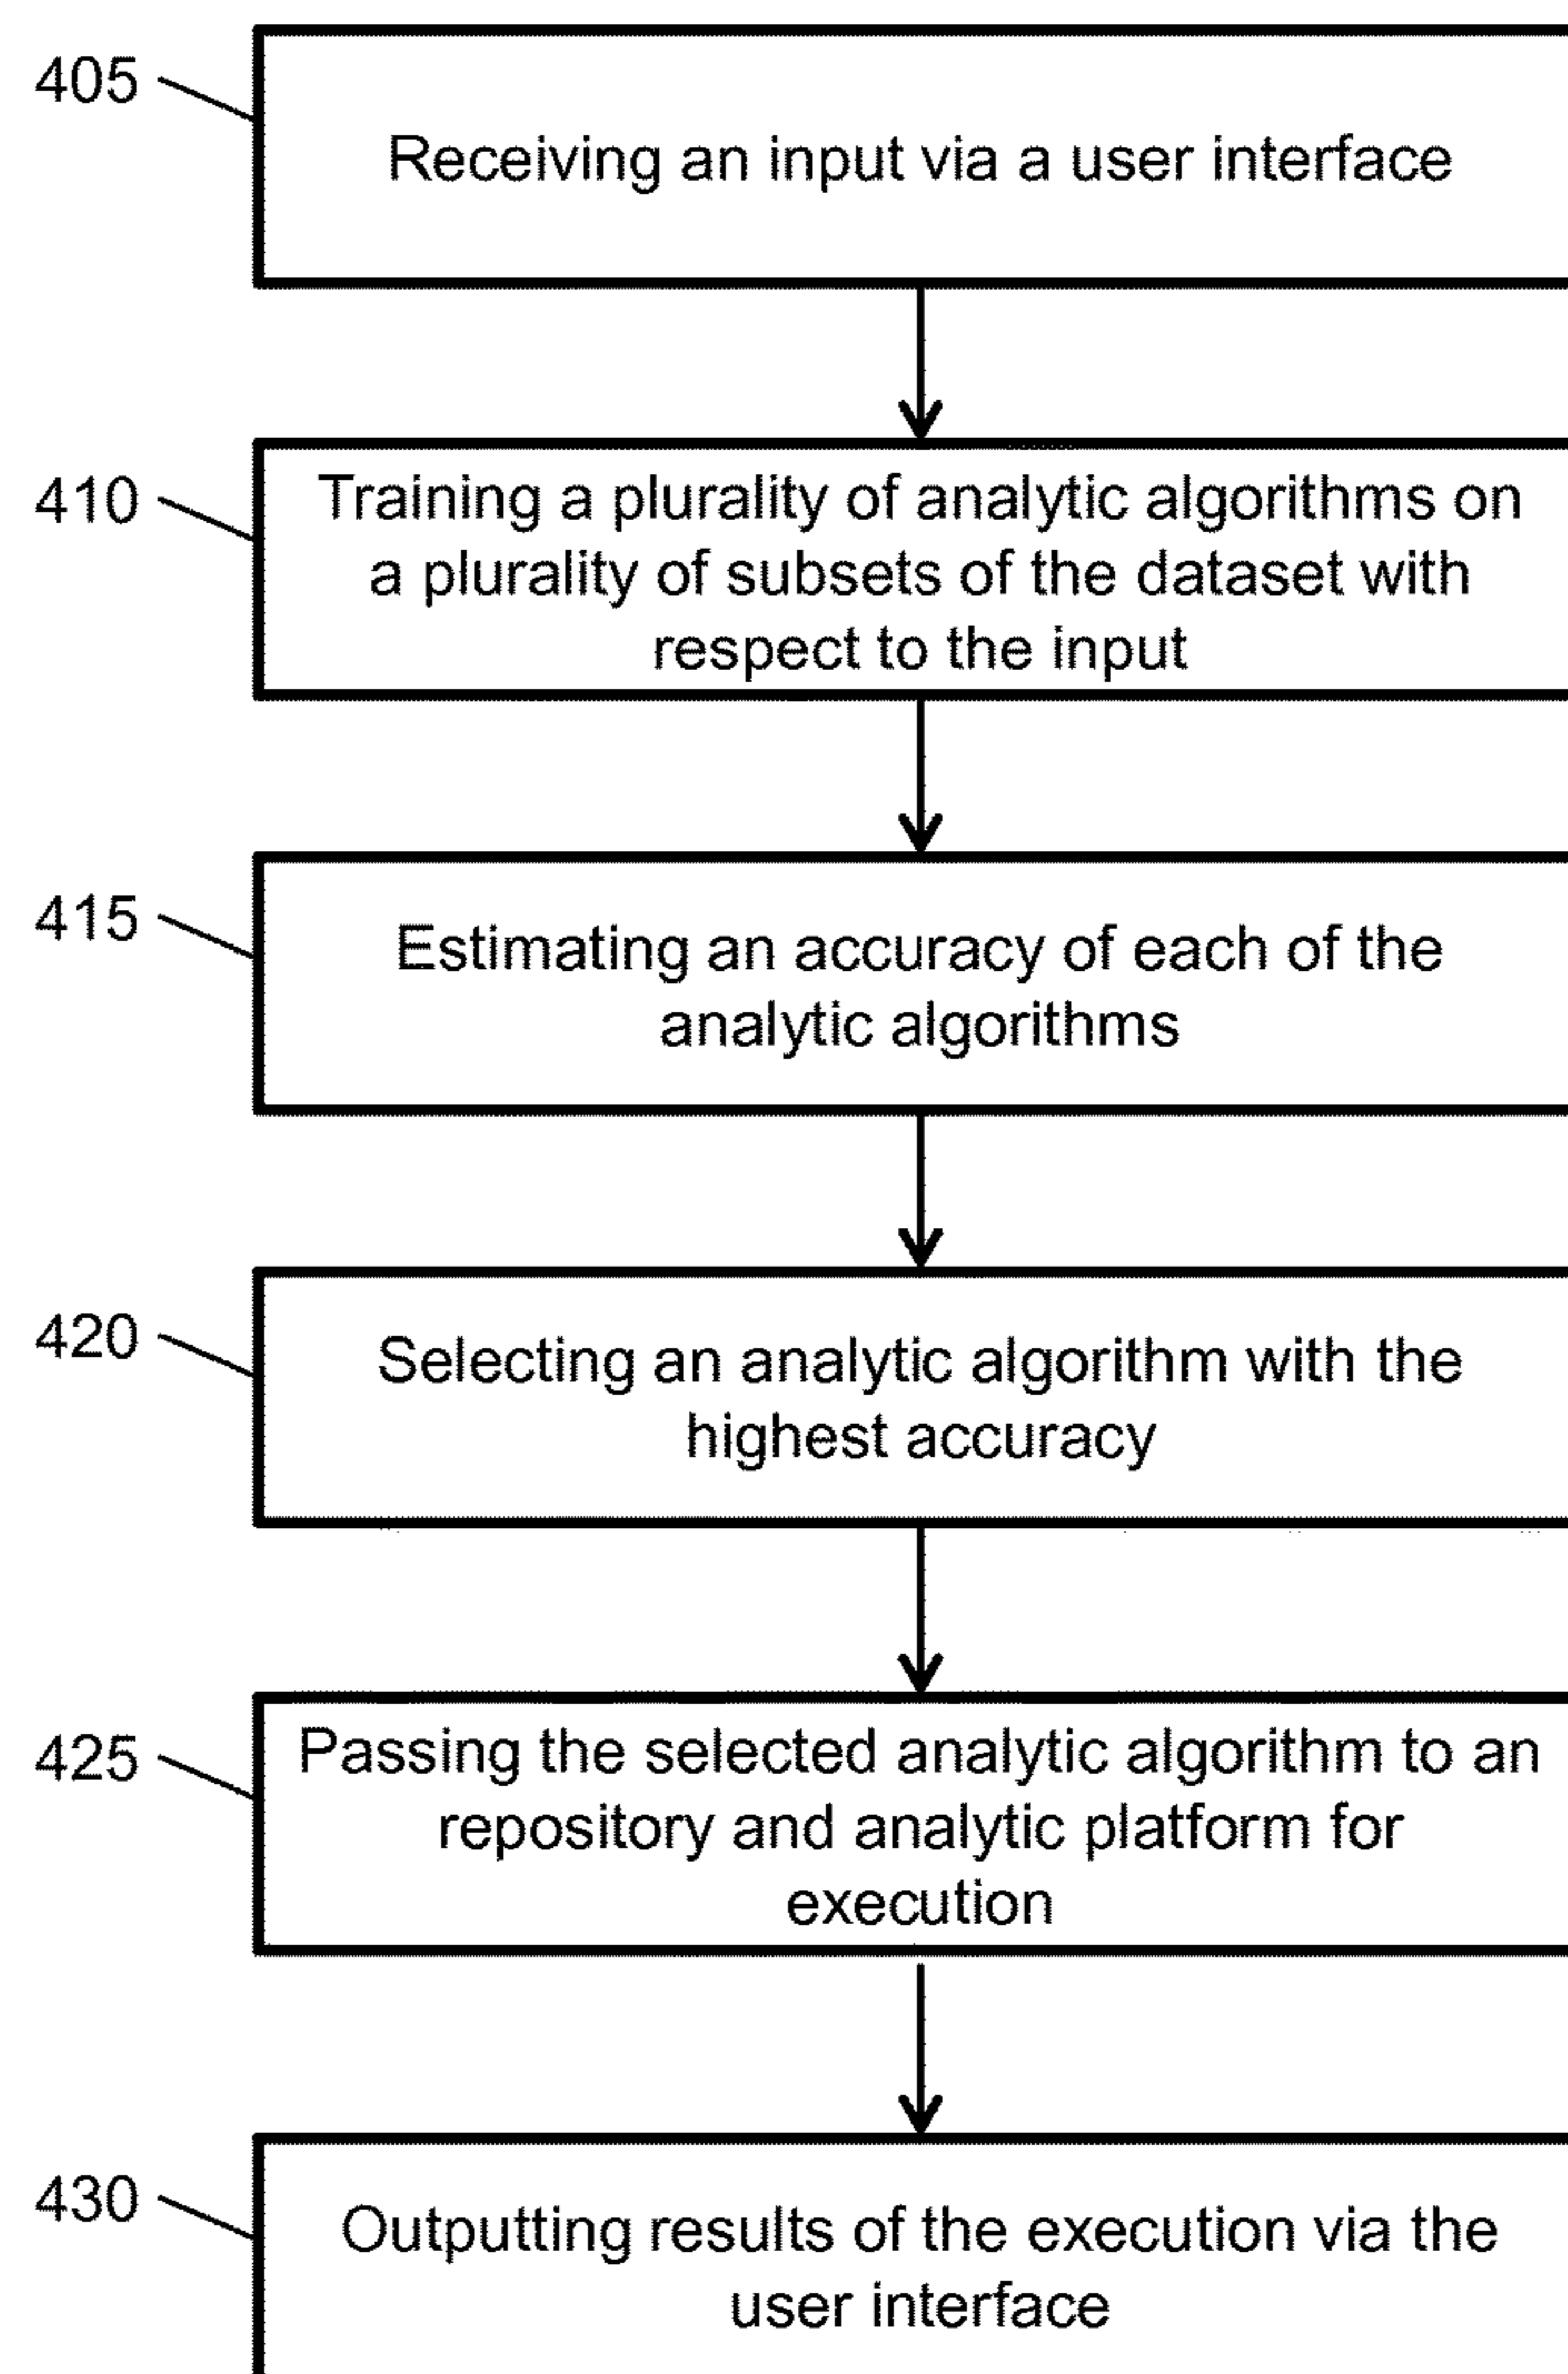 405
Receiving an input via a user interface
410
Training a plurality of analytic algorithms on
a plurality of subsets of the dataset with
respect to the input
415
Estimating an accuracy of each of the
analytic algorithms
420
Selecting an analytic algorithm with the
highest accuracy
425
Passing the selected analytic algorithm to an
repository and analytic platform for
execution
430
Outputting results of the execution via the
user interface